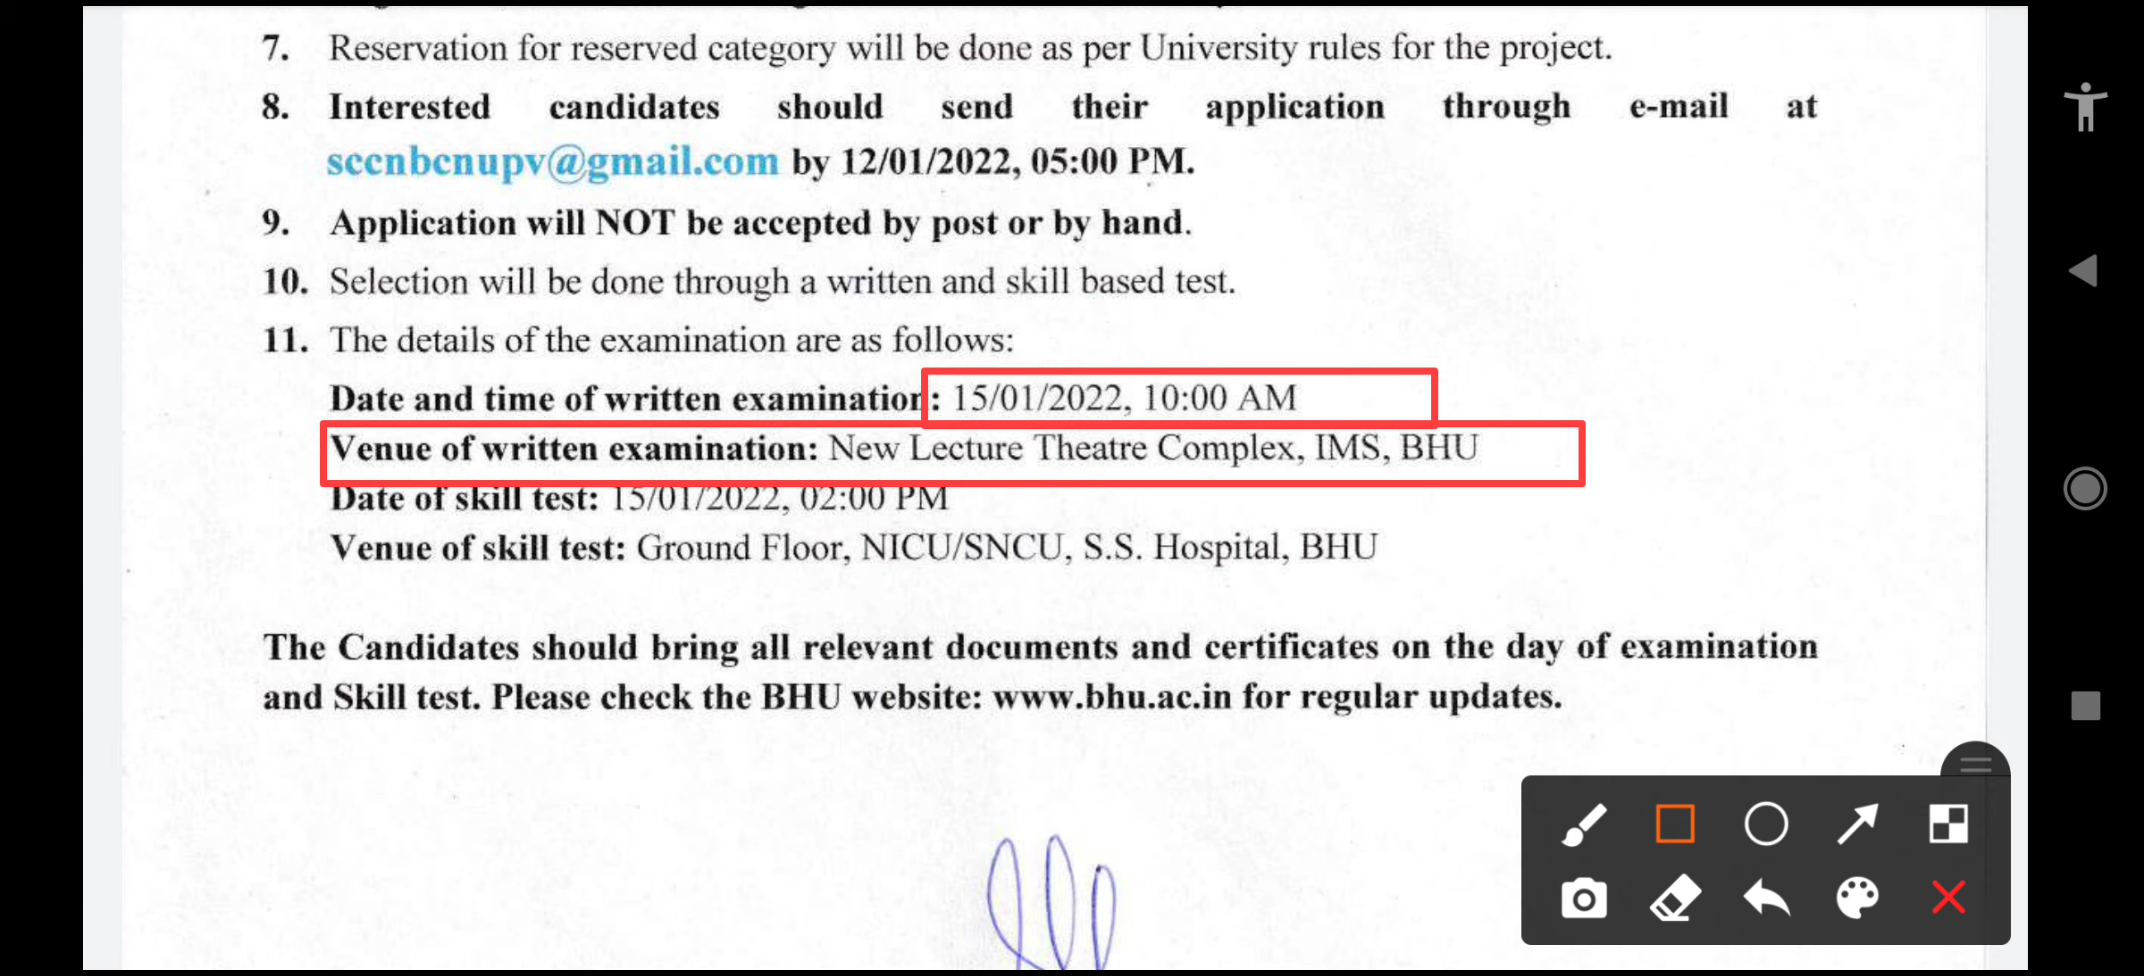 7. Reservation for reserved category will be done as per University rules for the project.
8. Interested candidates should send their application through e-mail at
sccnbcnupv@gmail.com by 12/01/2022, 05:00 PM.
9. Application will NOT be accepted by post or by hand.
10. Selection will be done through a written and skill based test.
11. The details of the examination are as follows:
Date and time of written examination: 15/01/2022, 10:00 AM
Venue of written examination: New Lecture Theatre Complex, IMS, BHU
Date of skill test: 15/01/2022, 02:00 PM
Venue of skill test: Ground Floor, NICU/SNCU, S.S. Hospital, BHU
The Candidates should bring all relevant documents and certificates on the day of examination
and Skill test. Please check the BHU website: www.bhu.ac.in for regular updates.